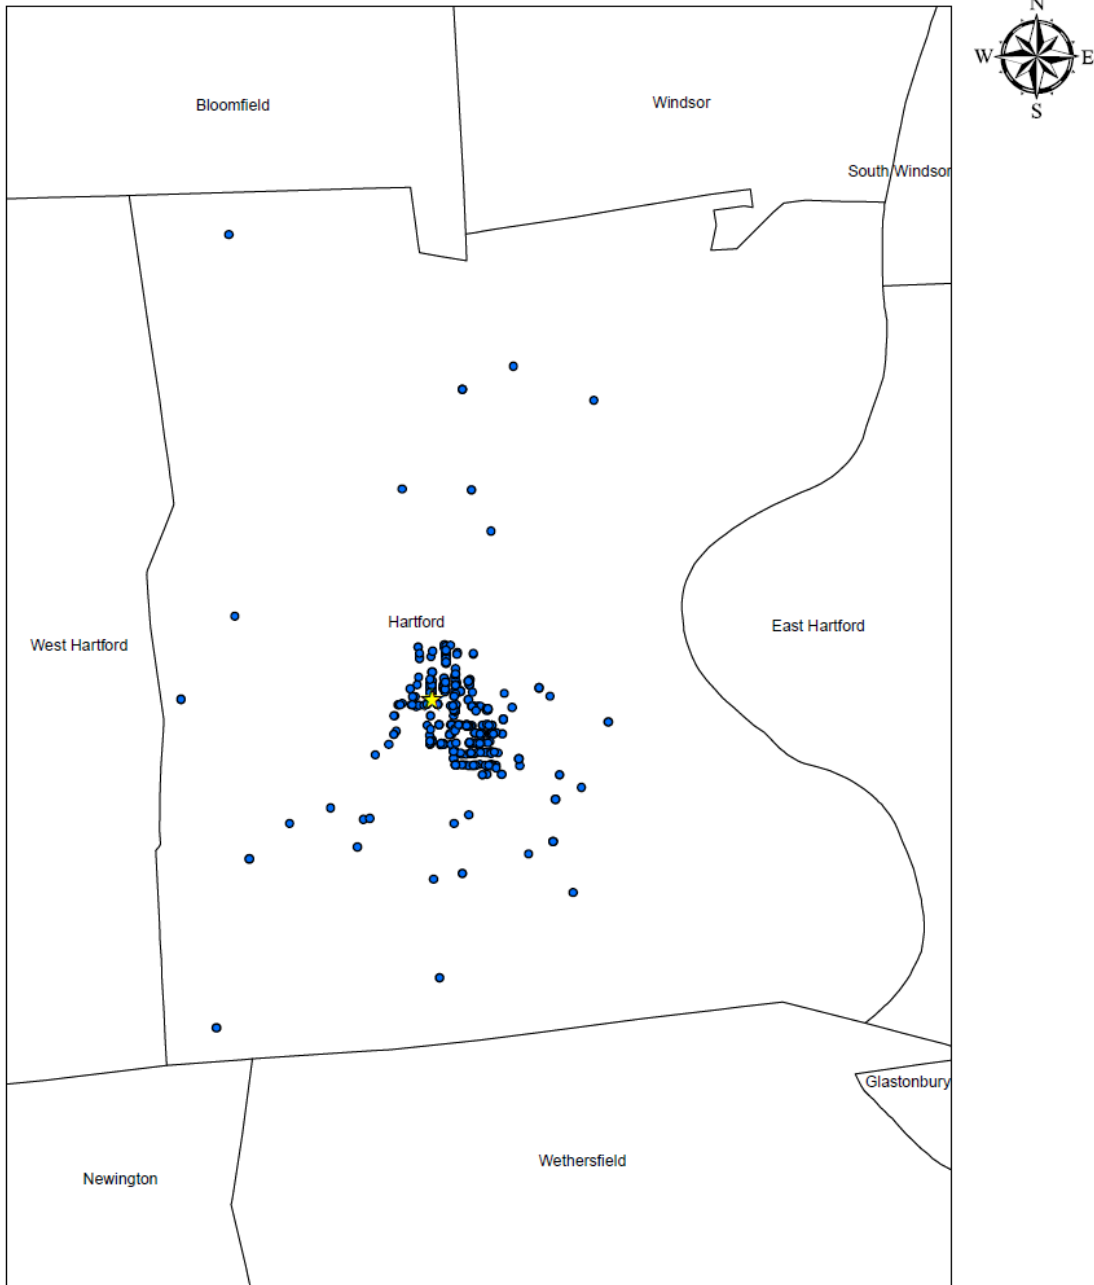 N
W E
S
Bloomfield
Windsor
South Windsor
Hartford
West Hartford
East Hartford
Glastonbury
Wethersfield
Newington